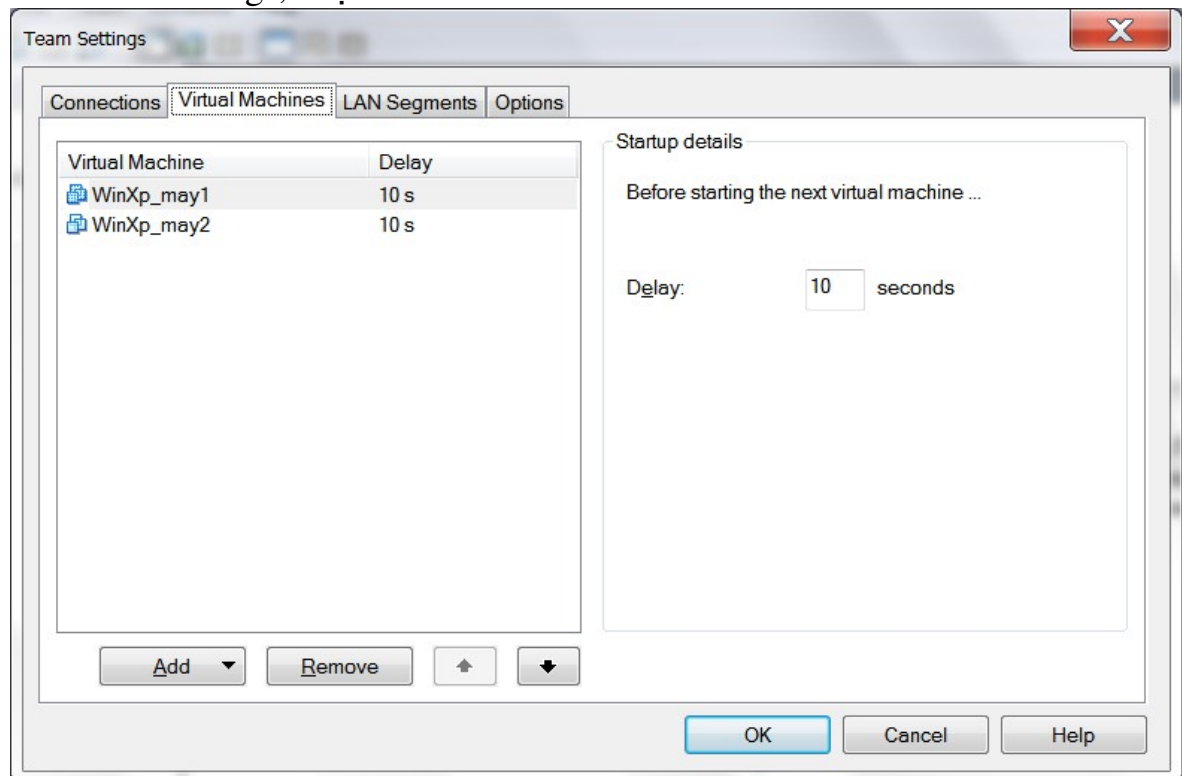 Team Settings
X
Connections Virtual Machines LAN Segments Options
Virtual Machine Delay
WinXp_may1 10 s
WinXp_may2 10 s
Startup details
Before starting the next virtual machine ...
Delay: 10 seconds
Add Remove
OK Cancel Help